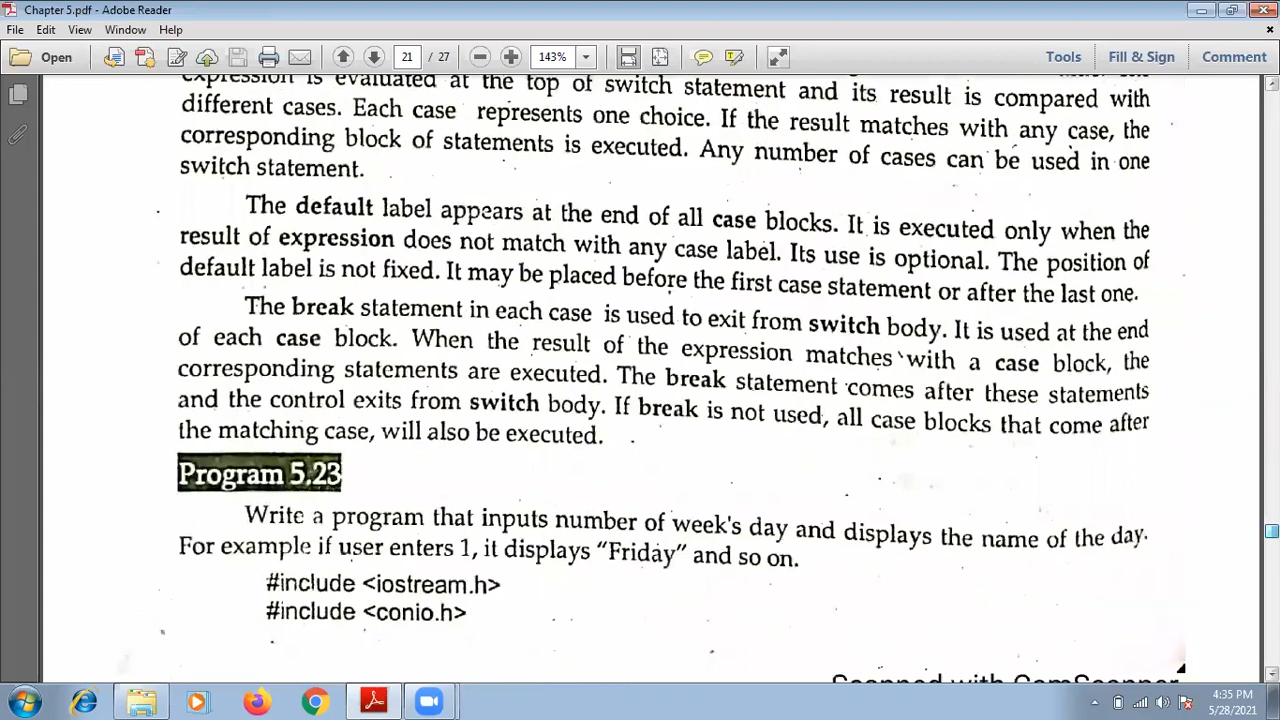 Chapter 5.pdf - Adobe Reader
File Edit View Window Help
Open 21 / 27 143% Tools Fill & Sign Comment
expression is evaluated at the top of switch statement and its result is compared with
different cases. Each case represents one choice. If the result matches with any case, the
corresponding block of statements is executed. Any number of cases can be used in one
switch statement.
The default label appears at the end of all case blocks. It is executed only when the
result of expression does not match with any case label. Its use is optional. The position of
default label is not fixed. It may be placed before the first case statement or after the last one.
The break statement in each case is used to exit from switch body. It is used at the end
of each case block. When the result of the expression matches with a case block, the
corresponding statements are executed. The break statement comes after these statements
and the control exits from switch body. If break is not used, all case blocks that come after
the matching case, will also be executed.
Program 5.23
Write a program that inputs number of week's day and displays the name of the day.
For example if user enters 1, it displays "Friday" and so on.
#include <iostream.h>
#include <conio.h>
Scanned with CamScanner
4:35 PM
5/28/2021